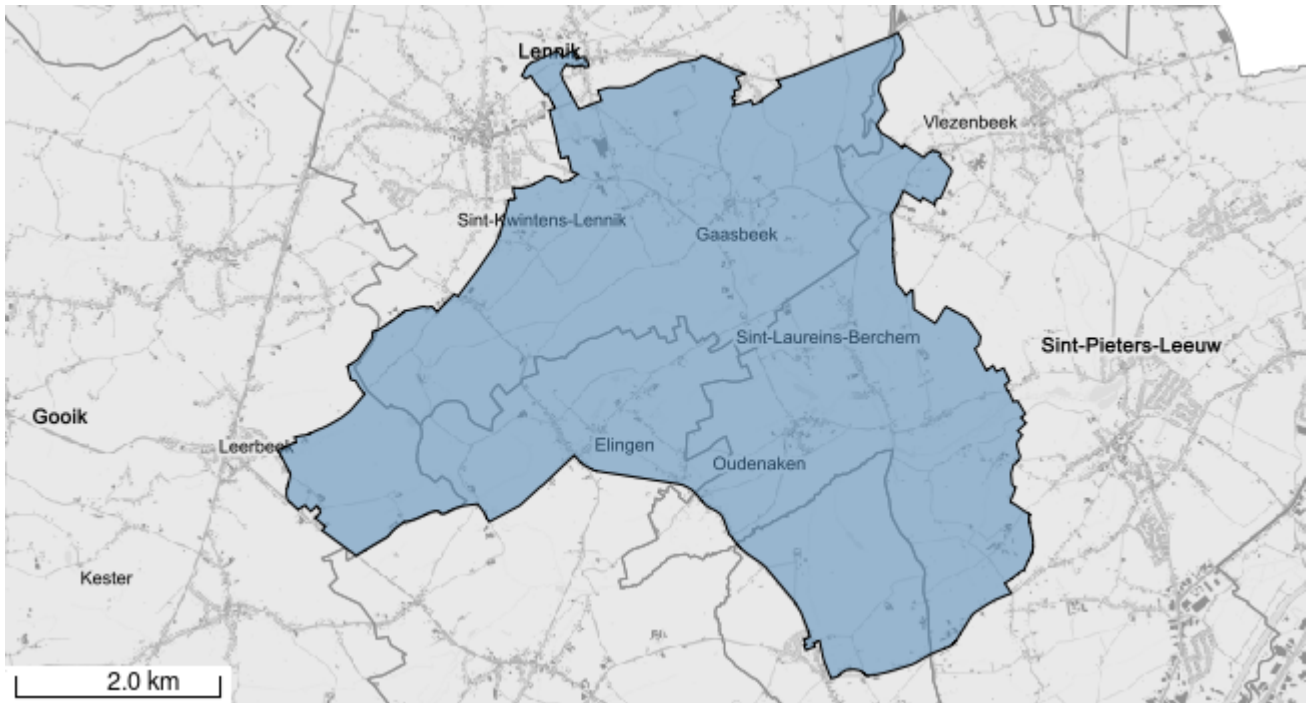 Lennik
Vlezenbeek
Sint-Kwintens-Lennik
Gaasbeek
Sint-Laureins-Berchem
Sint-Pieters-Leeuw
Gooik
Leerbeek
Elingen
Oudenaken
Kester
2.0 km